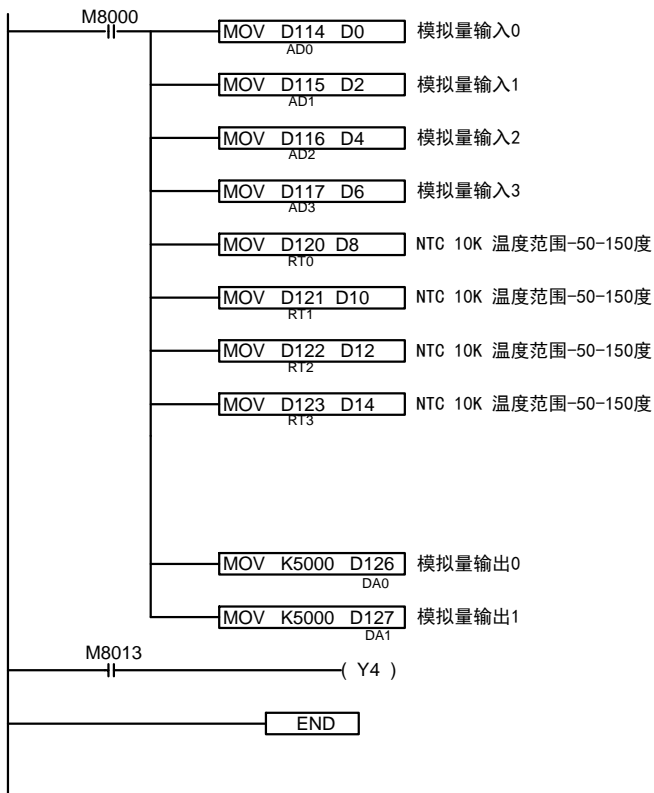 M8000
MOV D114 D0 模拟量输入0
AD0
MOV D115 D2 模拟量输入1
AD1
MOV D116 D4 模拟量输入2
AD2
MOV D117 D6 模拟量输入3
AD3
MOV D120 D8 NTC 10K 温度范围-50-150度
RT0
MOV D121 D10 NTC 10K 温度范围-50-150度
RT1
MOV D122 D12 NTC 10K 温度范围-50-150度
RT2
MOV D123 D14 NTC 10K 温度范围-50-150度
RT3
MOV K5000 D126 模拟量输出0
DA0
MOV K5000 D127 模拟量输出1
DA1
M8013
( Y4 )
END